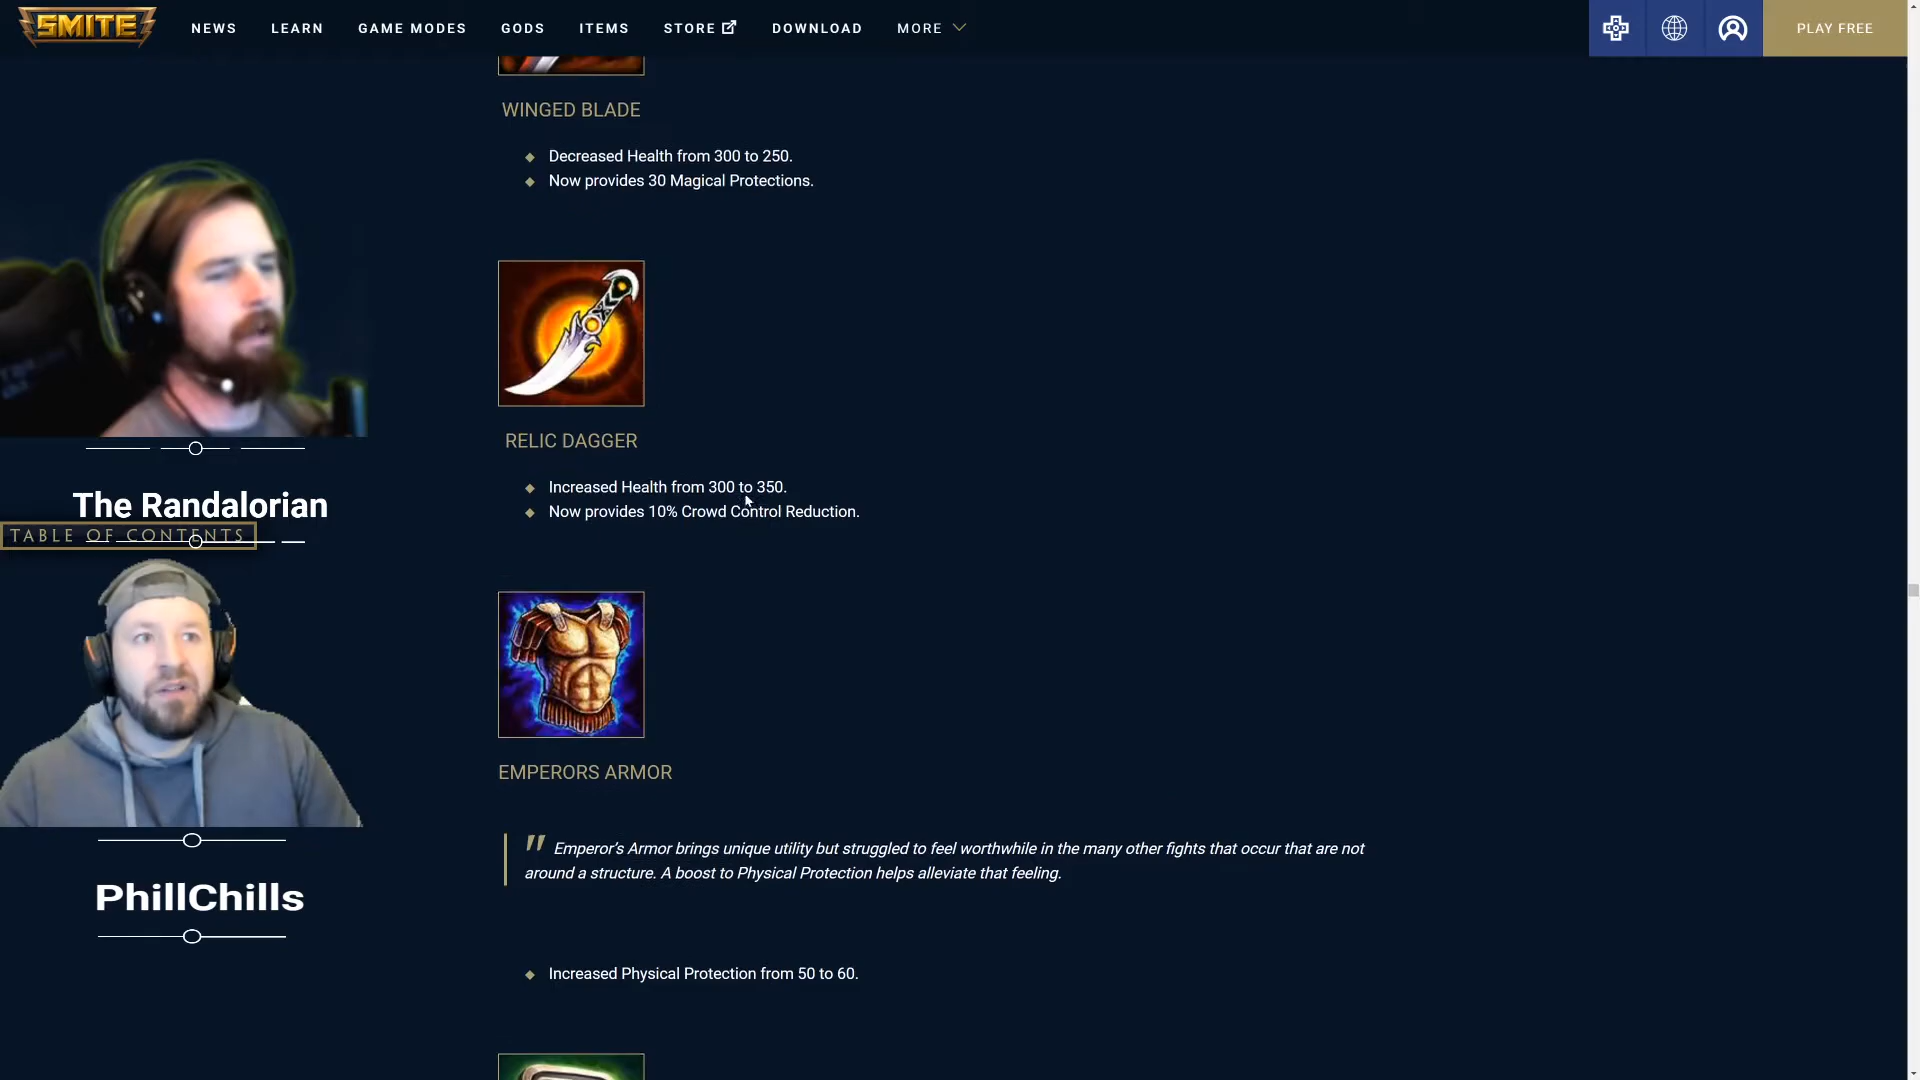 SMITE
NEWS
LEARN
GAME MODES
GODS
ITEMS
STORE
DOWNLOAD
MORE
PLAY FREE
WINGED BLADE
Decreased Health from 300 to 250.
Now provides 30 Magical Protections.
RELIC DAGGER
Increased Health from 300 to 350.
Now provides 10% Crowd Control Reduction.
The Randalorian
TABLE OF CONTENTS
EMPERORS ARMOR
" Emperor's Armor brings unique utility but struggled to feel worthwhile in the many other fights that occur that are not
around a structure. A boost to Physical Protection helps alleviate that feeling.
PhillChills
Increased Physical Protection from 50 to 60.